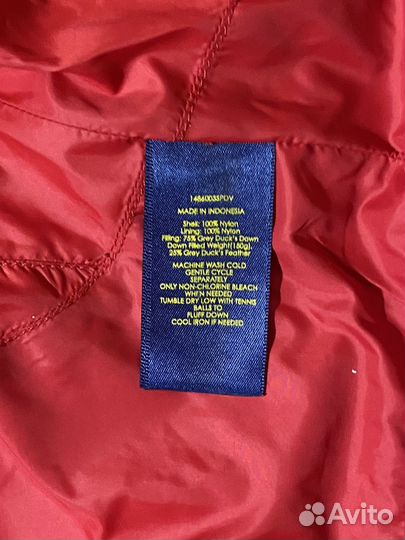 1486003SPDV
MADE IN INDONESIA
Shell: 100% Nylon
Lining: 100% Nylon
Filling: 75% Grey Duck's Down
Down Filled Weight(150g)
25% Grey Duck's Feather
MACHINE WASH COLD
GENTLE CYCLE
SEPARATELY
ONLY NON-CHLORINE BLEACH
WHEN NEEDED
TUMBLE DRY LOW WITH TENNIS
BALLS TO
FLUFF DOWN
COOL IRON IF NEEDED
Avito